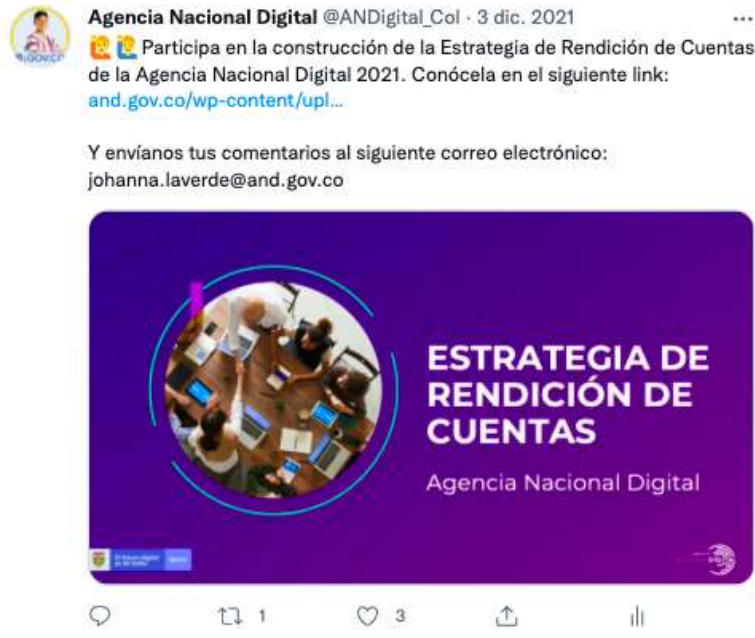 Agencia Nacional Digital @ANDigital_Col · 3 dic. 2021
Participa en la construcción de la Estrategia de Rendición de Cuentas
de la Agencia Nacional Digital 2021. Conócela en el siguiente link:
and.gov.co/wp-content/upl...
Y envíanos tus comentarios al siguiente correo electrónico:
johanna.laverde@and.gov.co
ESTRATEGIA DE
RENDICIÓN DE
CUENTAS
Agencia Nacional Digital
1
3